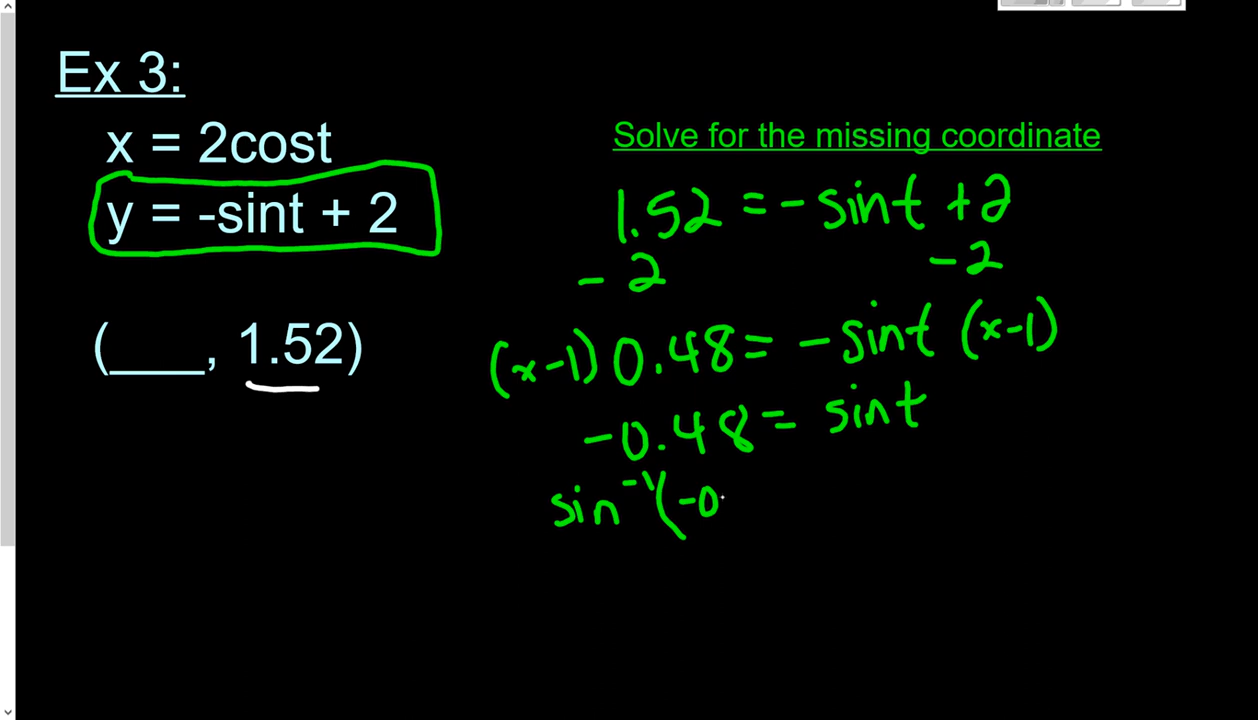 Ex 3:
x = 2cost
y = -sint + 2
(___, 1.52)
Solve for the missing coordinate
1.52 = - sint + 2
- 2 - 2
(x-1) 0.48 = - sint (x-1)
-0.48 = sint
sin⁻¹(-0.